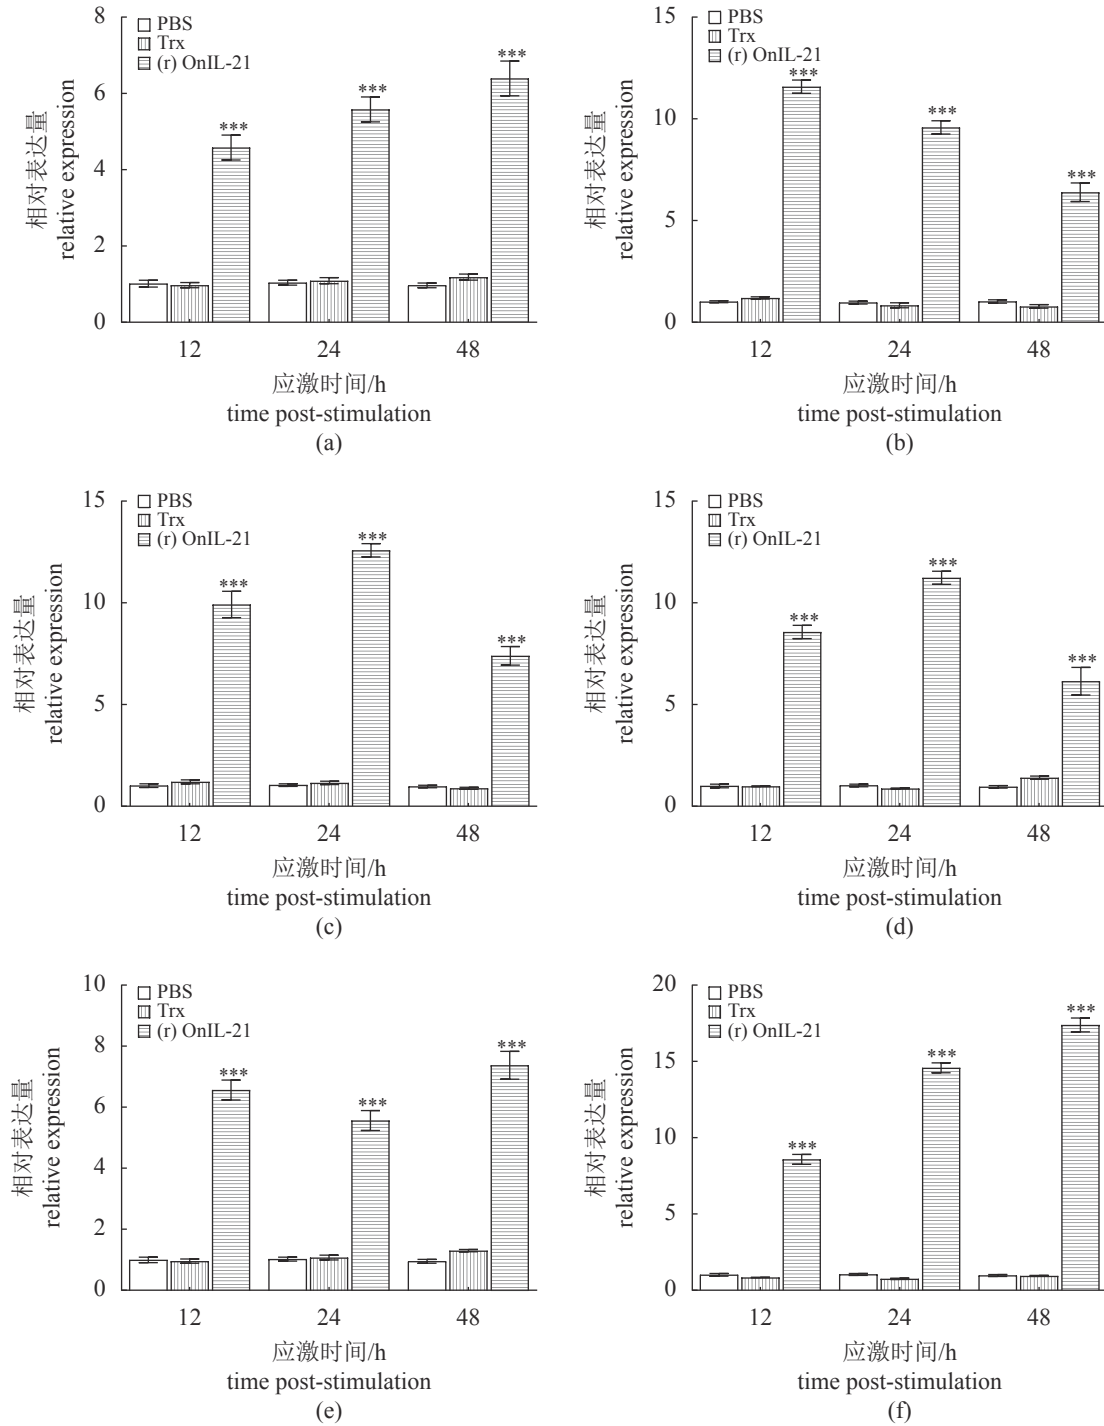 8
6
4
2
0
PBS
Trx
(r) OnIL-21
***
***
***
相对表达量
relative expression
12
24
48
应激时间/h
time post-stimulation
(a)
15
10
5
0
PBS
Trx
(r) OnIL-21
***
***
***
相对表达量
relative expression
12
24
48
应激时间/h
time post-stimulation
(b)
15
10
5
0
PBS
Trx
(r) OnIL-21
***
***
***
相对表达量
relative expression
12
24
48
应激时间/h
time post-stimulation
(c)
15
10
5
0
PBS
Trx
(r) OnIL-21
***
***
***
相对表达量
relative expression
12
24
48
应激时间/h
time post-stimulation
(d)
10
8
6
4
2
0
PBS
Trx
(r) OnIL-21
***
***
***
相对表达量
relative expression
12
24
48
应激时间/h
time post-stimulation
(e)
20
15
10
5
0
PBS
Trx
(r) OnIL-21
***
***
***
相对表达量
relative expression
12
24
48
应激时间/h
time post-stimulation
(f)